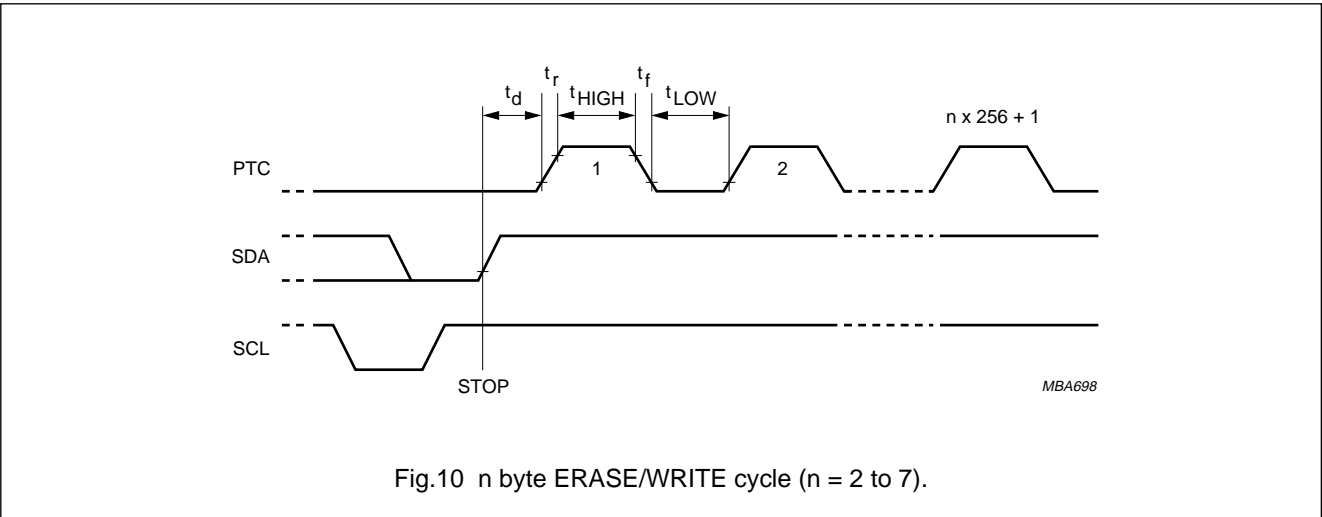 t_d t_r t_HIGH t_f t_LOW
n x 256 + 1
PTC 1 2
SDA
SCL
STOP
MBA698
Fig.10 n byte ERASE/WRITE cycle (n = 2 to 7).